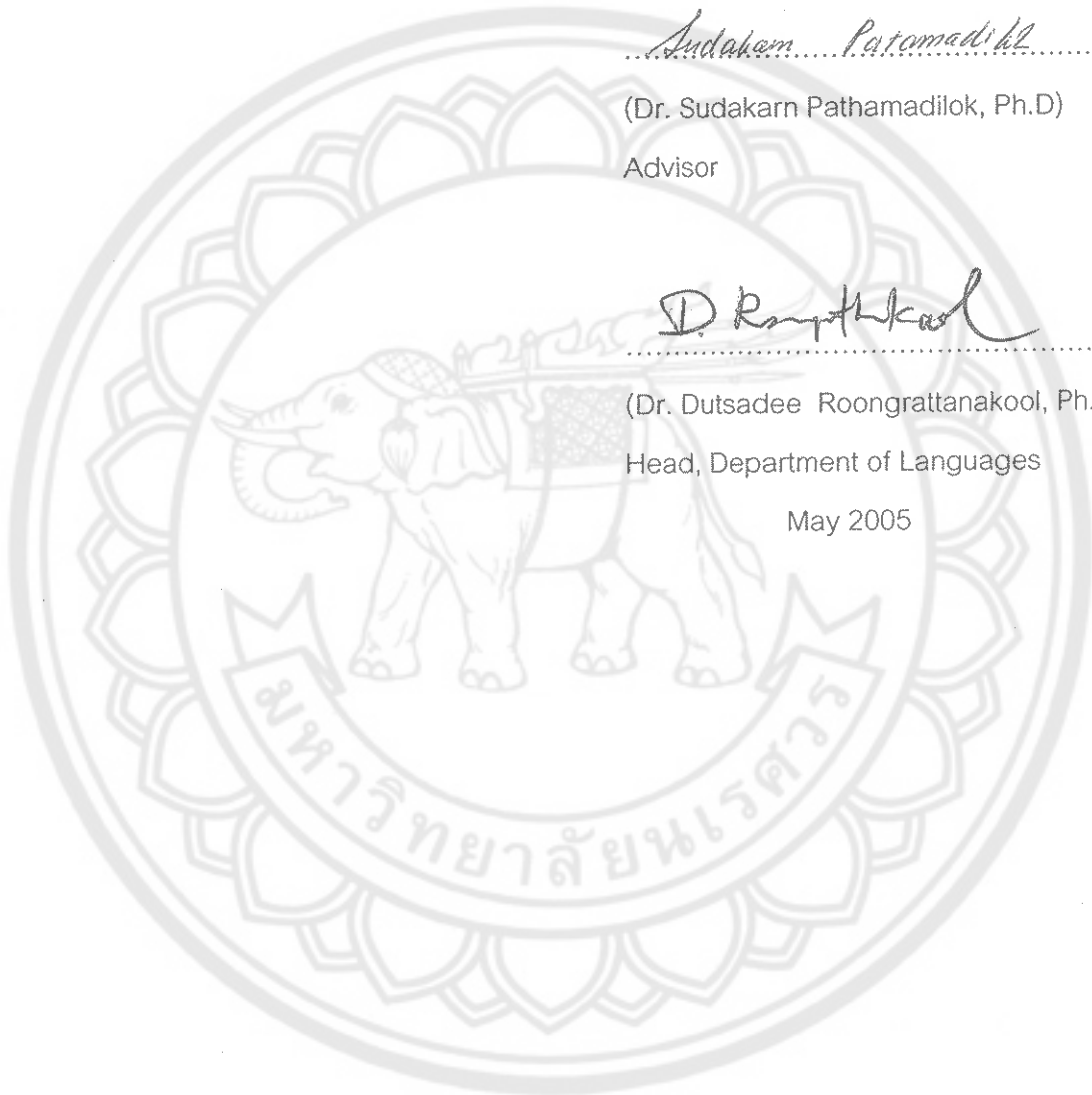 Sudakarn Patamadilok
(Dr. Sudakarn Pathamadilok, Ph.D)
Advisor
(Dr. Dutsadee Roongrattanakool, Ph.
Head, Department of Languages
May 2005
มหาวิทยาลัยนเรศวร